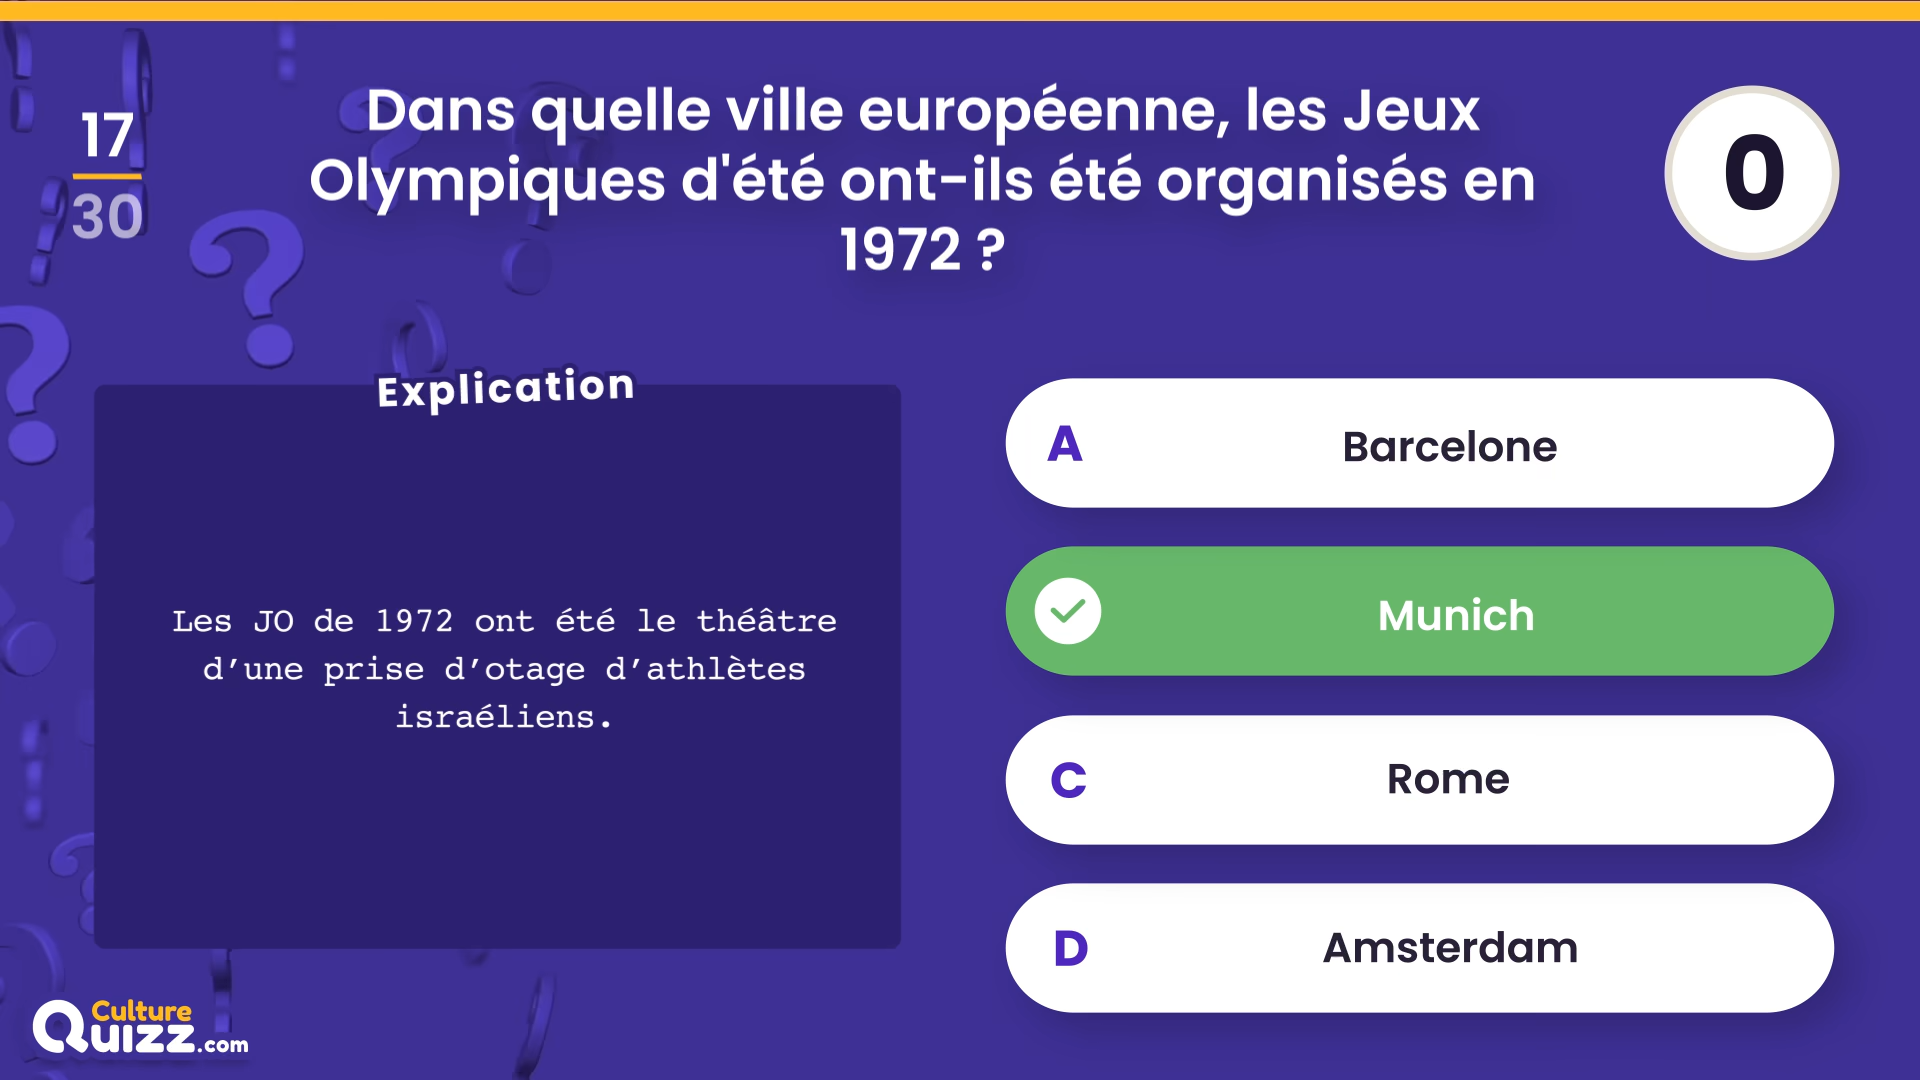 17
30
Dans quelle ville européenne, les Jeux
Olympiques d'été ont-ils été organisés en
1972 ?
0
Explication
Les JO de 1972 ont été le théâtre
d’une prise d’otage d’athlètes
israéliens.
A Barcelone
Munich
C Rome
D Amsterdam
Culture
Quizz.com